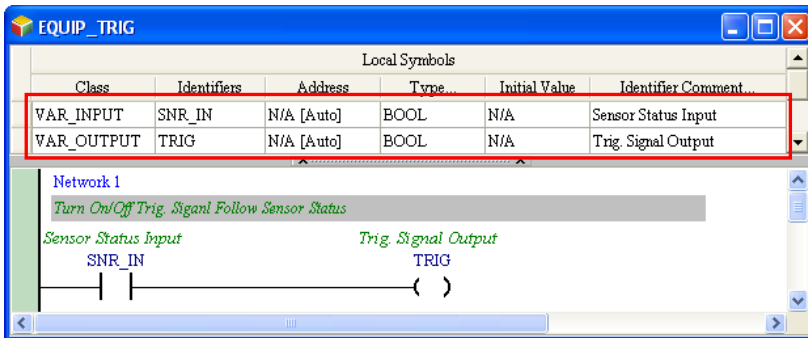 EQUIP_TRIG
Local Symbols
Class Identifiers Address Type... Initial Value Identifier Comment...
VAR_INPUT SNR_IN N/A [Auto] BOOL N/A Sensor Status Input
VAR_OUTPUT TRIG N/A [Auto] BOOL N/A Trig. Signal Output
Network 1
Turn On/Off Trig. Siganl Follow Sensor Status
Sensor Status Input Trig. Signal Output
SNR_IN TRIG